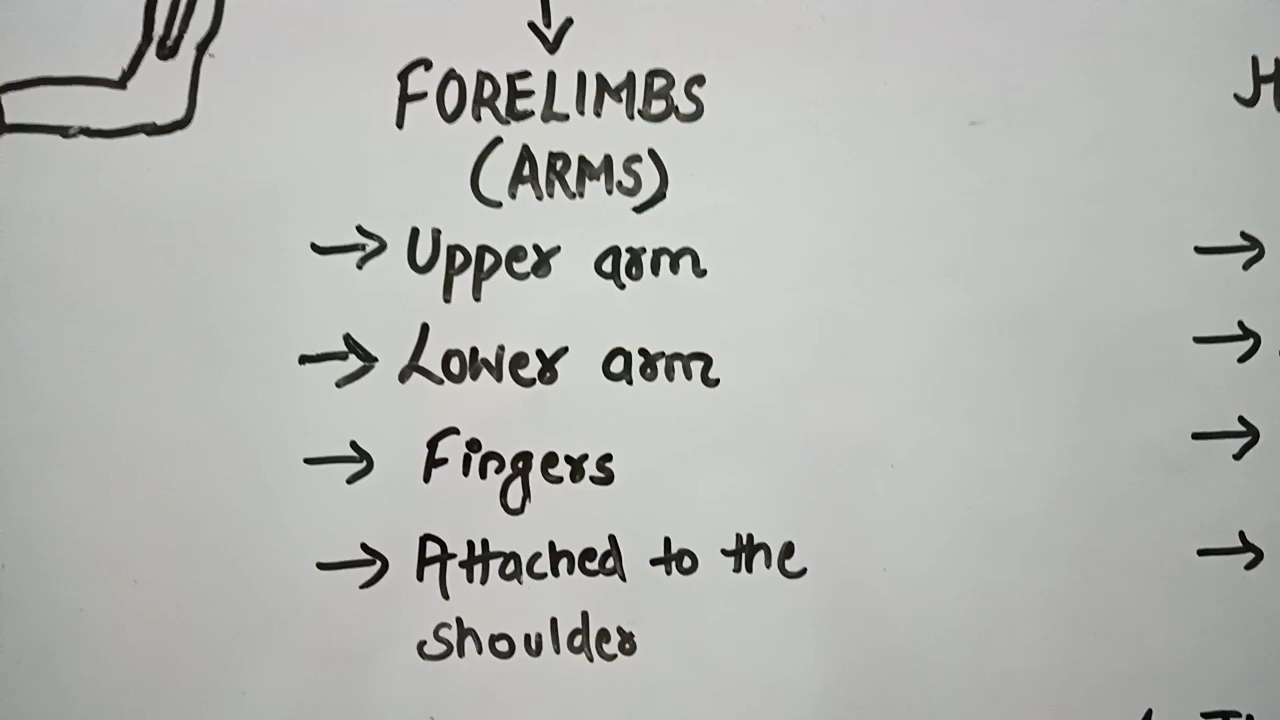 FORELIMBS
(ARMS)
→ Upper arm
→ Lower arm
→ Fingers
→ Attached to the
shoulder
H
→
→
→
→